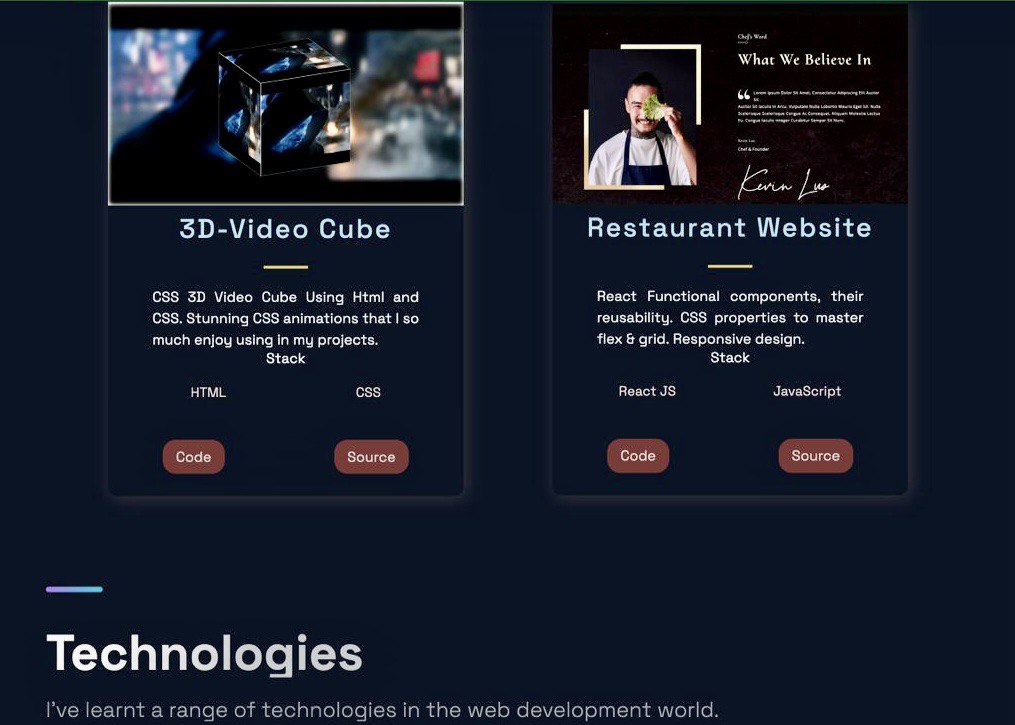 Chef's Word
What We Believe In
Lorem Ipsum Dolor Sit Amet, Consectetur Adipiscing Elit Auctor
Sit.
Auctor Sit Iaculis In Arcu. Vulputate Nulla Lobortis Mauris Eget Sit. Nulla
Scelerisque Scelerisque Congue Ac Consequat, Aliquam Molestie Lectus
Eu. Congue Iaculis Integer Curabitur Semper Sit Nunc.
Kevin Luo
Chef & Founder
Kevin Luo
3D-Video Cube
CSS 3D Video Cube Using Html and
CSS. Stunning CSS animations that I so
much enjoy using in my projects.
Stack
HTML CSS
Code Source
Restaurant Website
React Functional components, their
reusability. CSS properties to master
flex & grid. Responsive design.
Stack
React JS JavaScript
Code Source
Technologies
I've learnt a range of technologies in the web development world.